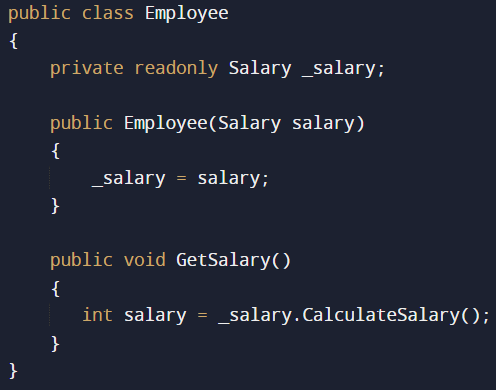 public class Employee
{
    private readonly Salary _salary;

    public Employee(Salary salary)
    {
        _salary = salary;
    }

    public void GetSalary()
    {
       int salary = _salary.CalculateSalary();
    }
}